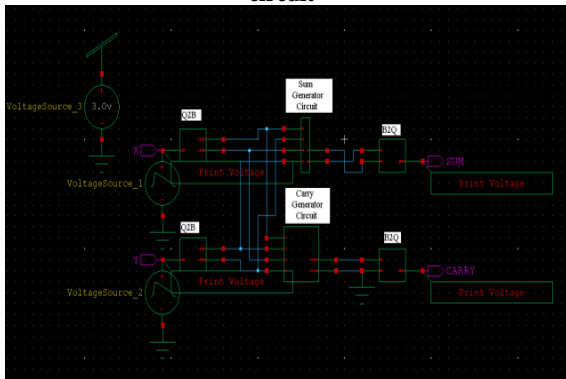 circuit
Sum
Generator
Circuit
VoltageSource_3
3.0v
Q2B
B2Q
X
SUM
Print Voltage
Print Voltage
VoltageSource_1
Carry
Generator
Circuit
Q2B
B2Q
Y
CARRY
Print Voltage
Print Voltage
VoltageSource_2